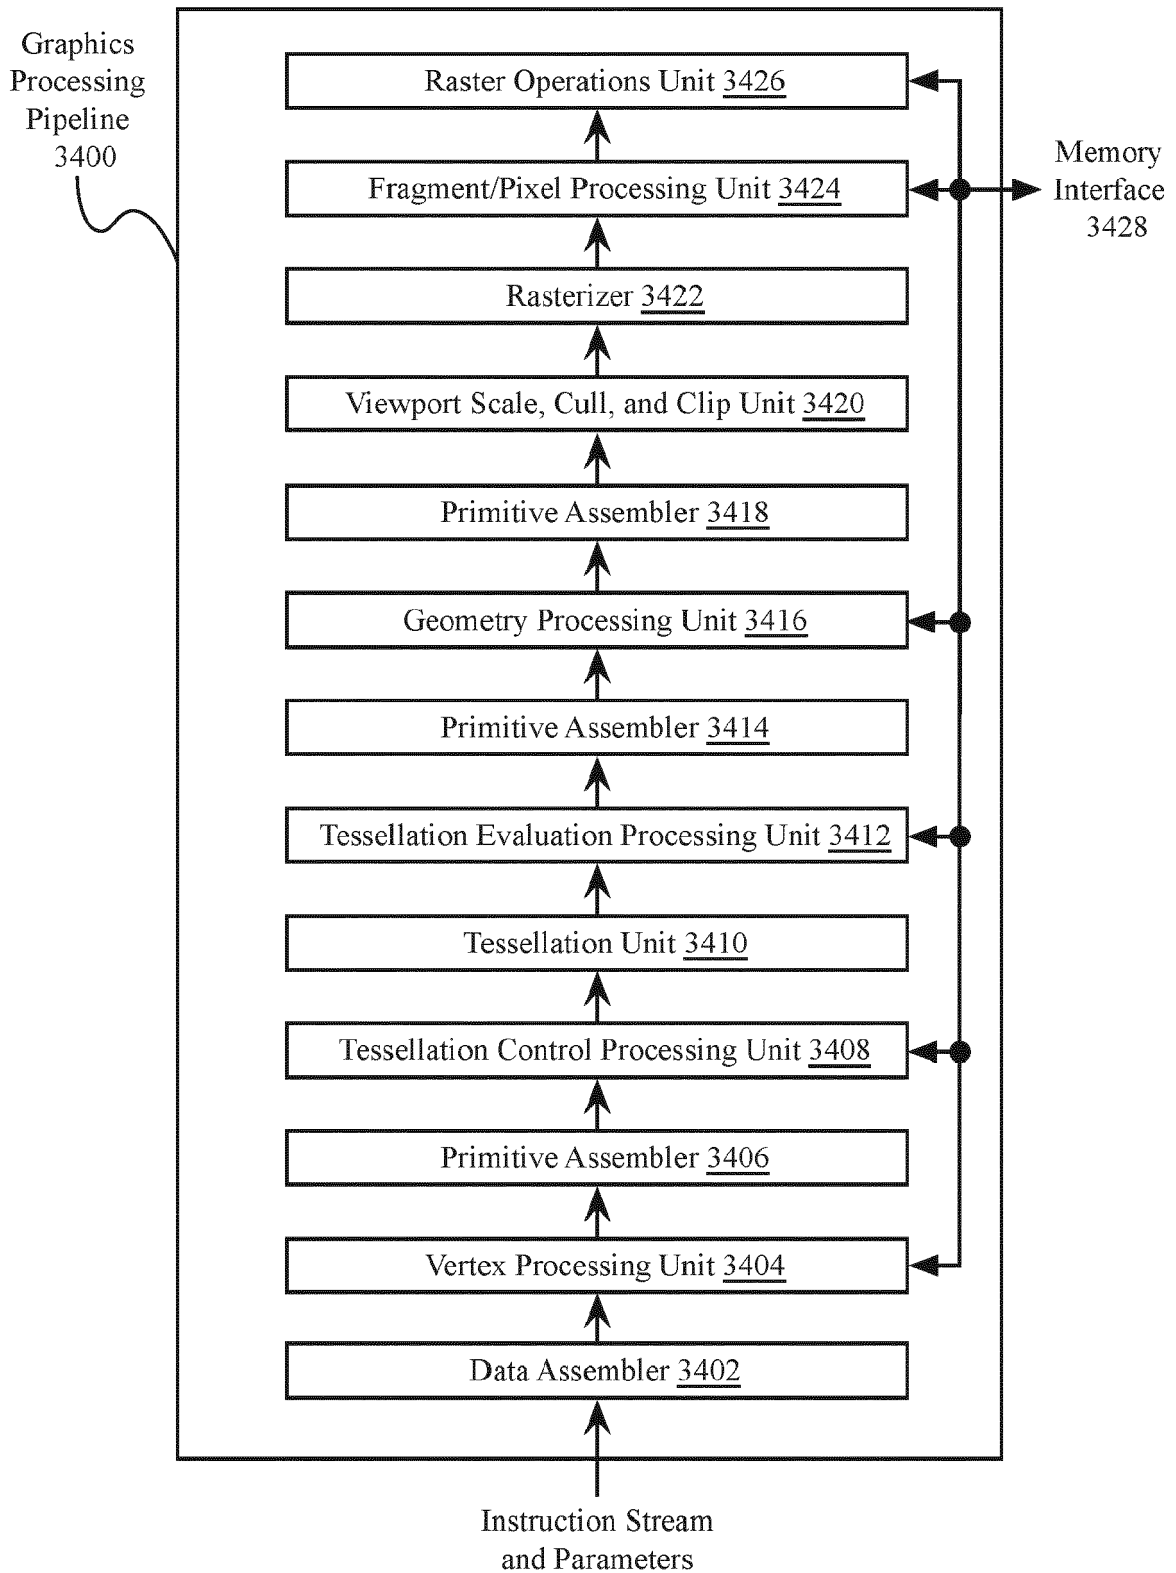 Graphics
Processing
Pipeline
3400
Raster Operations Unit 3426
Fragment/Pixel Processing Unit 3424
Memory
Interface
3428
Rasterizer 3422
Viewport Scale, Cull, and Clip Unit 3420
Primitive Assembler 3418
Geometry Processing Unit 3416
Primitive Assembler 3414
Tessellation Evaluation Processing Unit 3412
Tessellation Unit 3410
Tessellation Control Processing Unit 3408
Primitive Assembler 3406
Vertex Processing Unit 3404
Data Assembler 3402
Instruction Stream
and Parameters